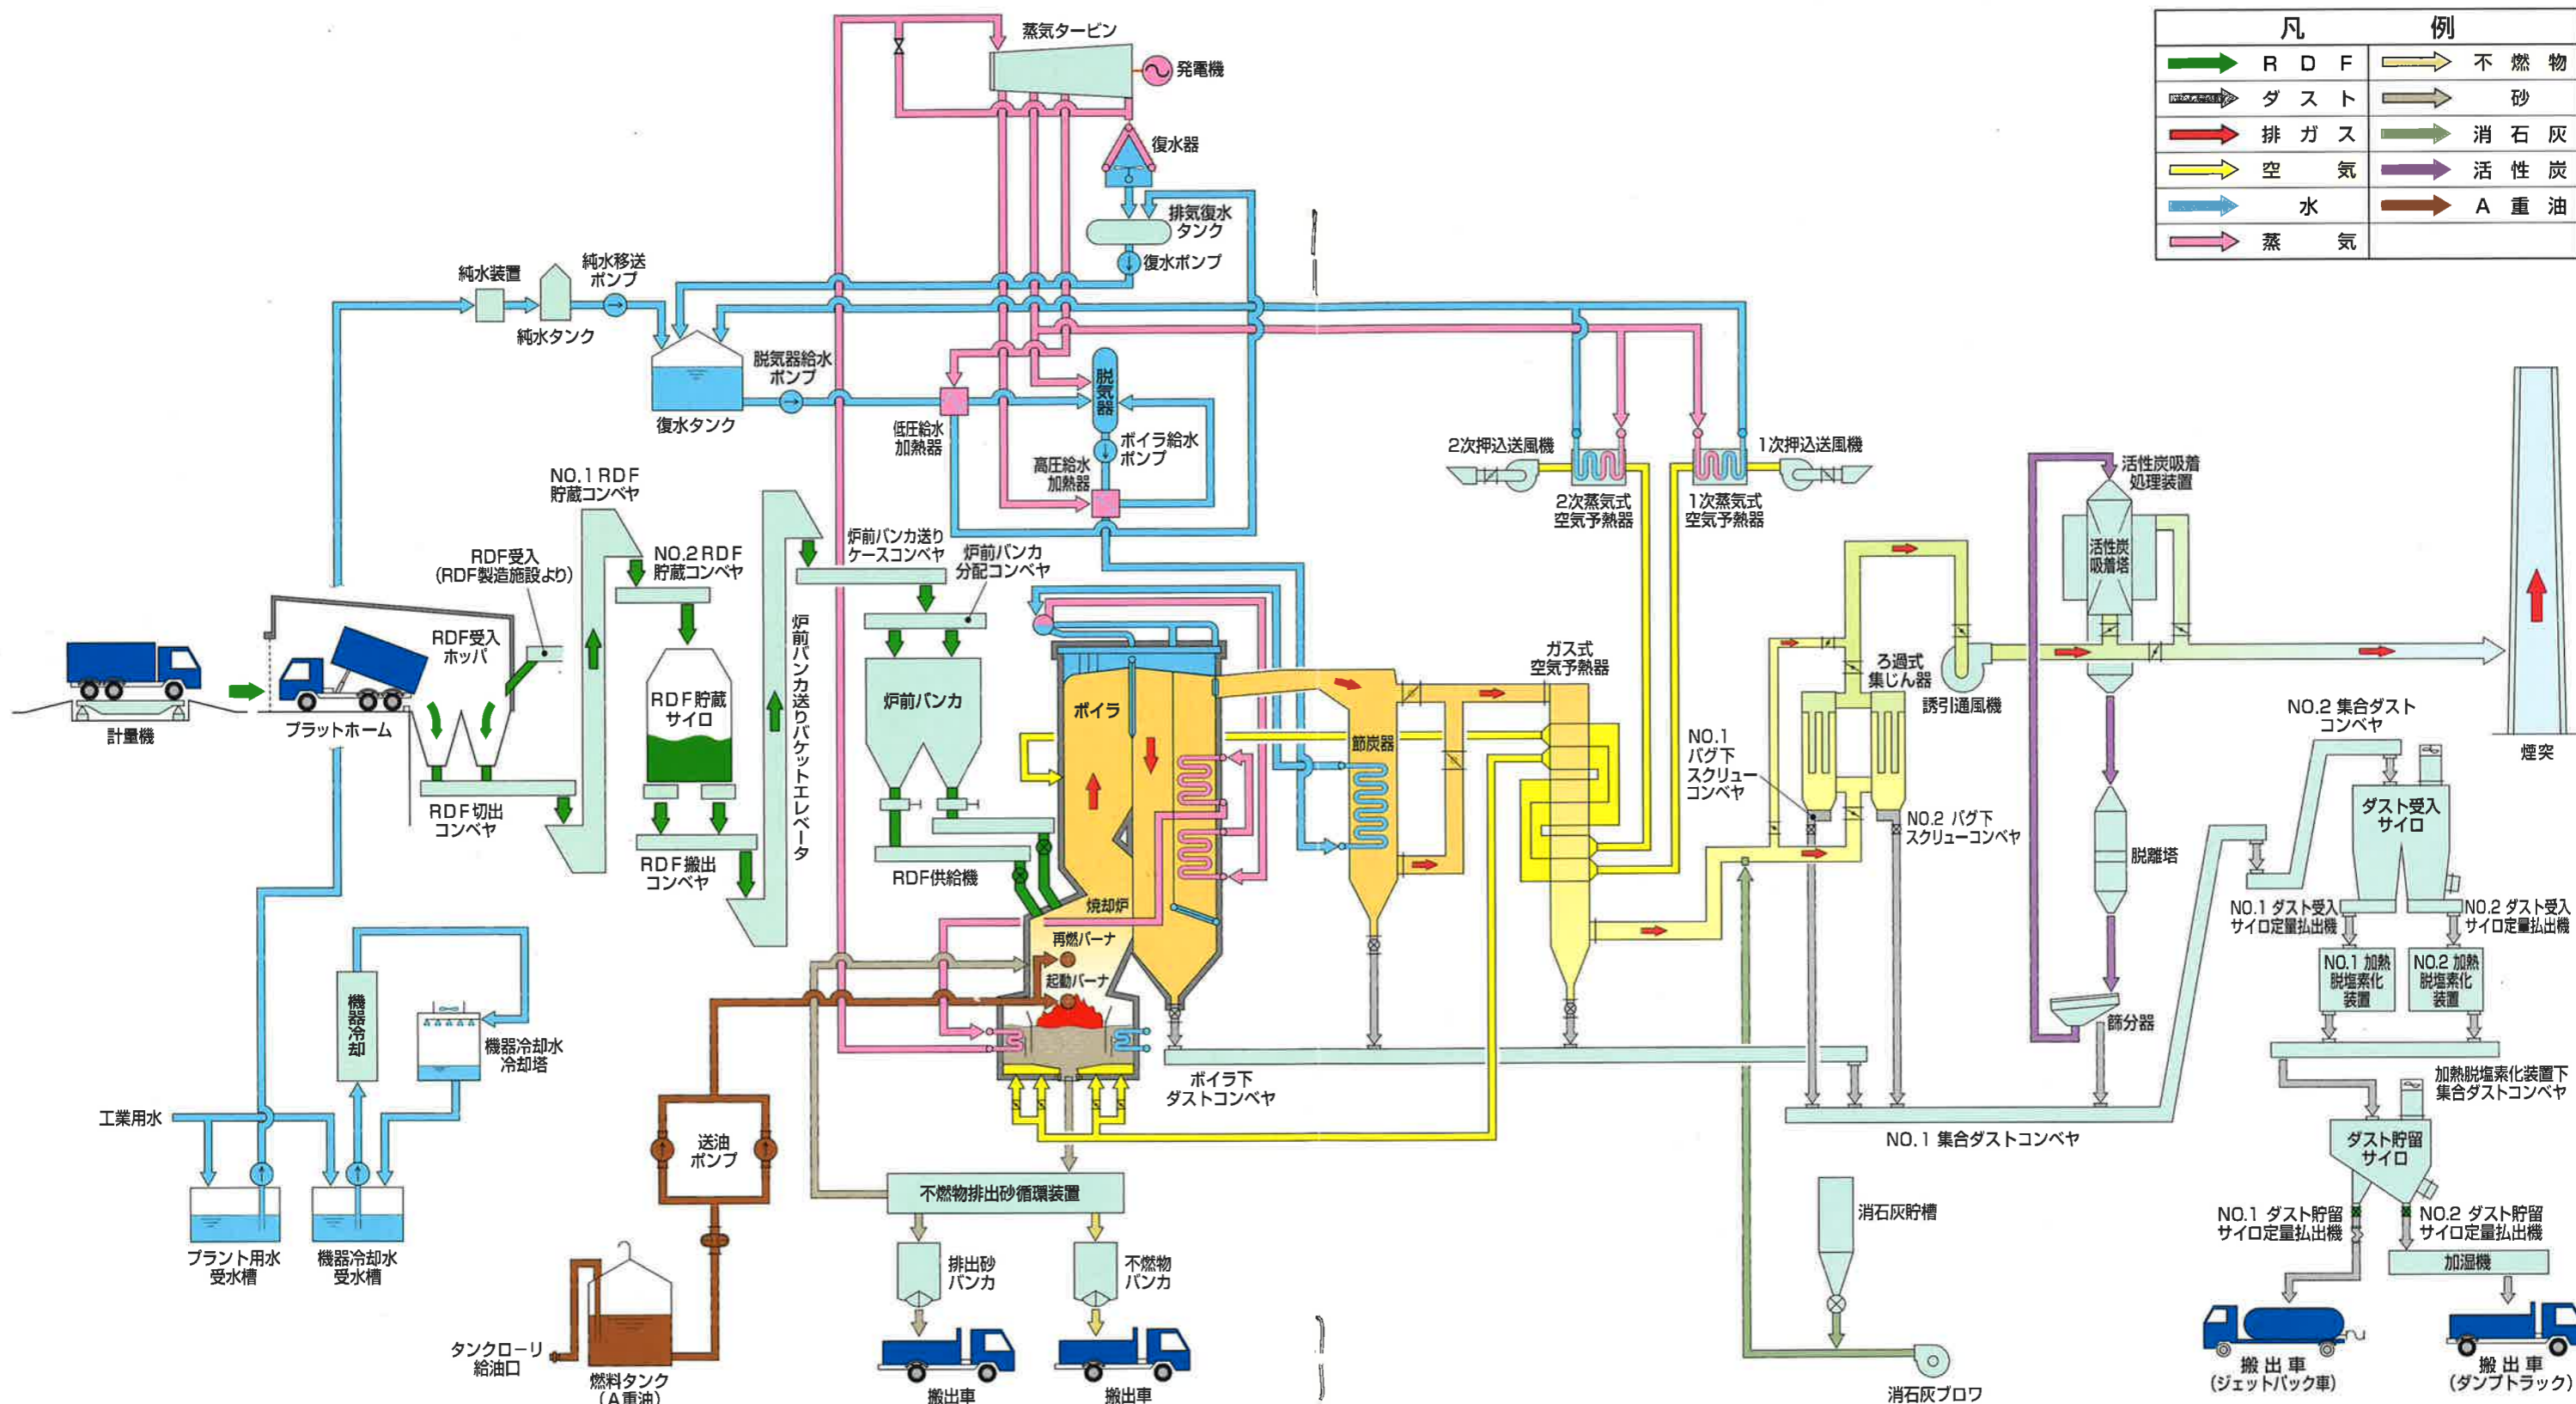 凡 例
RDF
不燃物
ダスト
砂
排ガス
消石灰
空気
活性炭
水
A重油
蒸気
蒸気タービン
発電機
復水器
排気復水
タンク
復水ポンプ
純水装置
純水タンク
純水移送
ポンプ
復水タンク
脱気器給水
ポンプ
低圧給水
加熱器
脱気器
ボイラ給水
ポンプ
高圧給水
加熱器
2次押込送風機
1次押込送風機
2次蒸気式
空気予熱器
1次蒸気式
空気予熱器
計量機
プラットホーム
RDF受入
(RDF製造施設より)
RDF受入
ホッパ
RDF切出
コンベヤ
NO.1 RDF
貯蔵コンベヤ
NO.2 RDF
貯蔵コンベヤ
RDF貯蔵
サイロ
RDF搬出
コンベヤ
炉前バンカ送りバケットエレベータ
炉前バンカ送り
ケースコンベヤ
炉前バンカ
分配コンベヤ
炉前バンカ
RDF供給機
ボイラ
焼却炉
再燃バーナ
起動バーナ
節炭器
ガス式
空気予熱器
ろ過式
集じん器
誘引通風機
NO.1
バグ下
スクリュー
コンベヤ
NO.2 バグ下
スクリューコンベヤ
活性炭吸着
処理装置
活性炭
吸着塔
脱離塔
篩分器
煙突
NO.2 集合ダスト
コンベヤ
ダスト受入
サイロ
NO.1 ダスト受入
サイロ定量払出機
NO.2 ダスト受入
サイロ定量払出機
NO.1 加熱
脱塩素化
装置
NO.2 加熱
脱塩素化
装置
加熱脱塩素化装置下
集合ダストコンベヤ
ダスト貯留
サイロ
NO.1 ダスト貯留
サイロ定量払出機
NO.2 ダスト貯留
サイロ定量払出機
加湿機
搬出車
(ジェットパック車)
搬出車
(ダンプトラック)
ボイラ下
ダストコンベヤ
NO.1 集合ダストコンベヤ
消石灰貯槽
消石灰ブロワ
不燃物排出砂循環装置
排出砂
バンカ
不燃物
バンカ
搬出車
搬出車
機器冷却
機器冷却水
冷却塔
工業用水
プラント用水
受水槽
機器冷却水
受水槽
送油
ポンプ
タンクローリ
給油口
燃料タンク
(A重油)